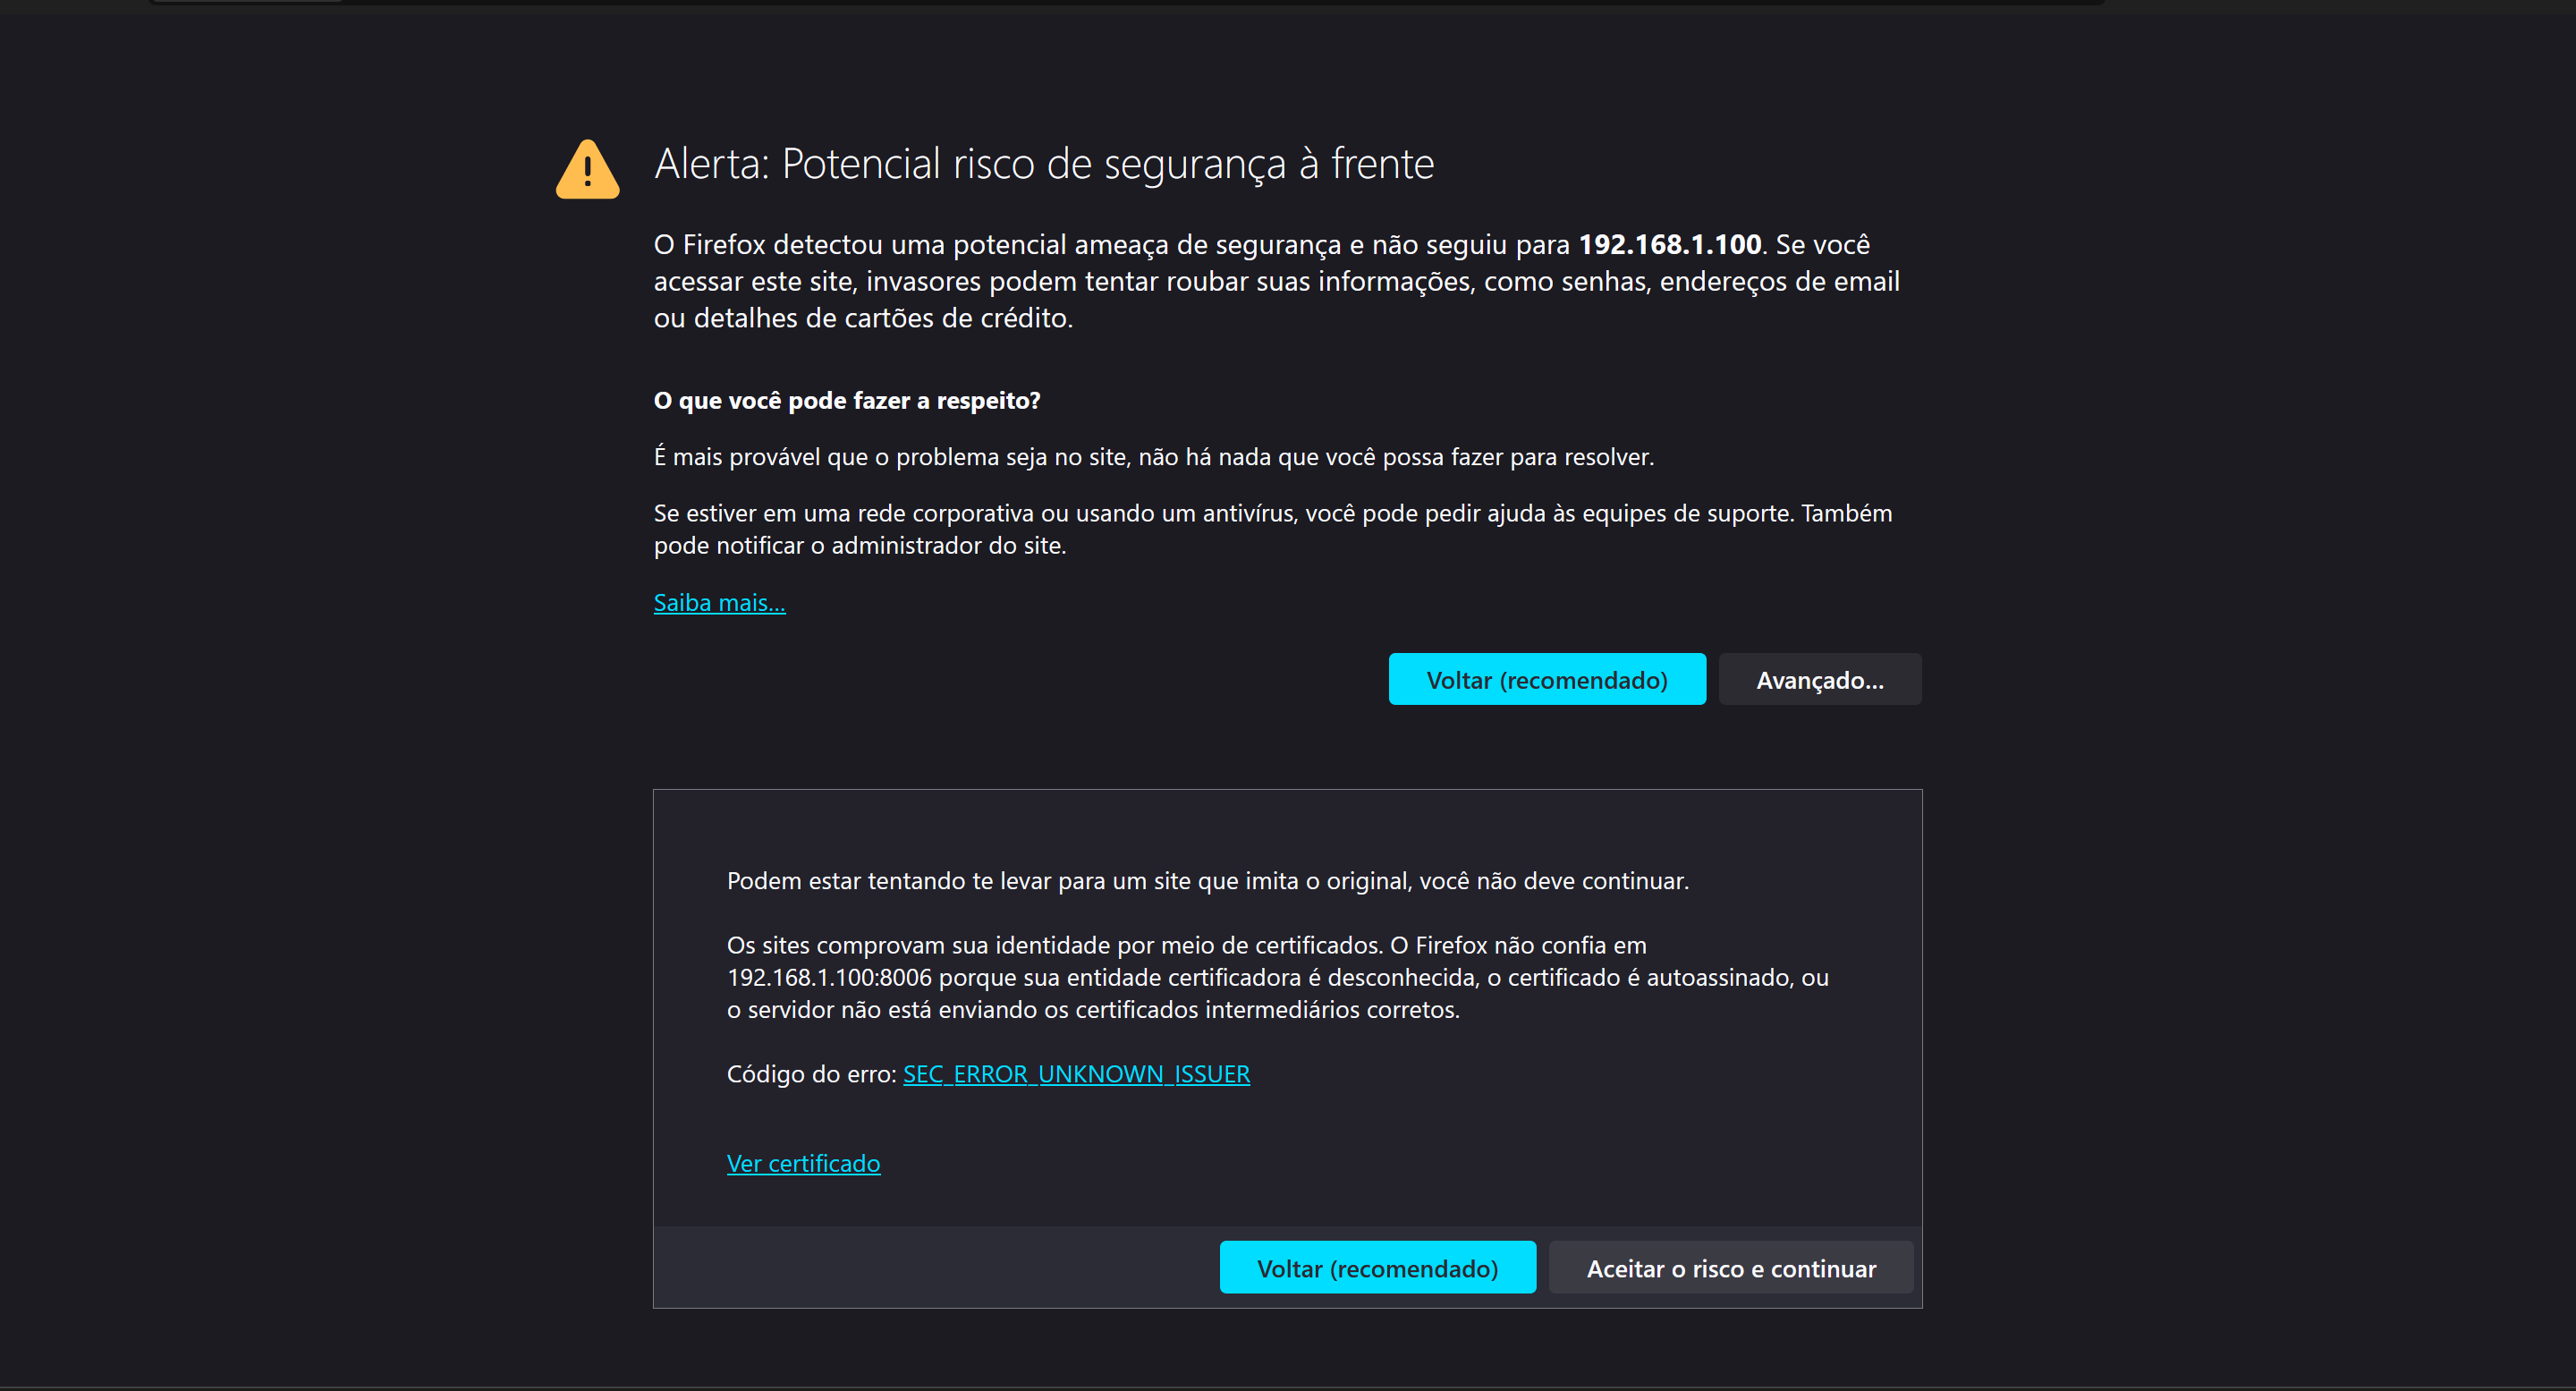 Alerta: Potencial risco de segurança à frente
O Firefox detectou uma potencial ameaça de segurança e não seguiu para 192.168.1.100. Se você
acessar este site, invasores podem tentar roubar suas informações, como senhas, endereços de email
ou detalhes de cartões de crédito.
O que você pode fazer a respeito?
É mais provável que o problema seja no site, não há nada que você possa fazer para resolver.
Se estiver em uma rede corporativa ou usando um antivírus, você pode pedir ajuda às equipes de suporte. Também
pode notificar o administrador do site.
Saiba mais...
Voltar (recomendado) Avançado...
Podem estar tentando te levar para um site que imita o original, você não deve continuar.
Os sites comprovam sua identidade por meio de certificados. O Firefox não confia em
192.168.1.100:8006 porque sua entidade certificadora é desconhecida, o certificado é autoassinado, ou
o servidor não está enviando os certificados intermediários corretos.
Código do erro: SEC_ERROR_UNKNOWN_ISSUER
Ver certificado
Voltar (recomendado) Aceitar o risco e continuar